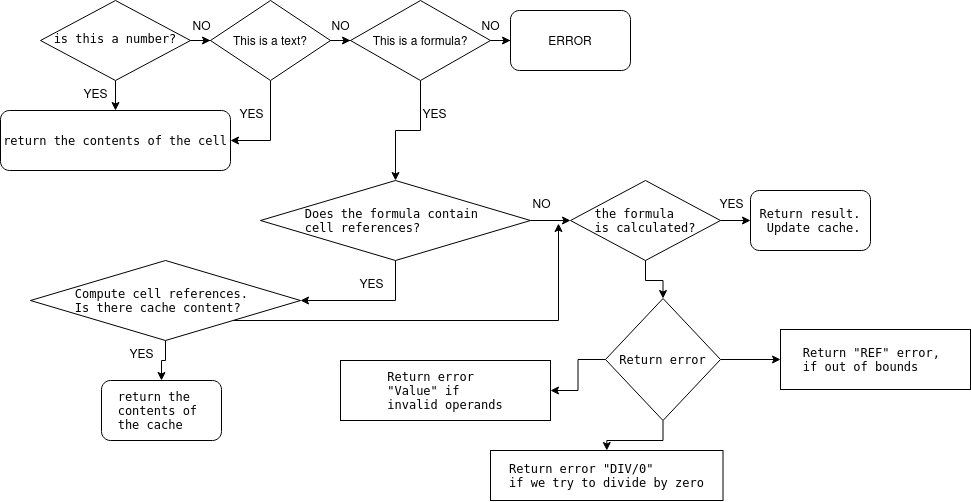 is this a number?
NO
This is a text?
NO
This is a formula?
NO
ERROR
YES
YES
YES
return the contents of the cell
Does the formula contain
cell references?
NO
the formula
is calculated?
YES
Return result.
Update cache.
YES
Compute cell references.
Is there cache content?
YES
return the
contents of
the cache
Return error
Return "REF" error,
if out of bounds
Return error
"Value" if
invalid operands
Return error "DIV/0"
if we try to divide by zero